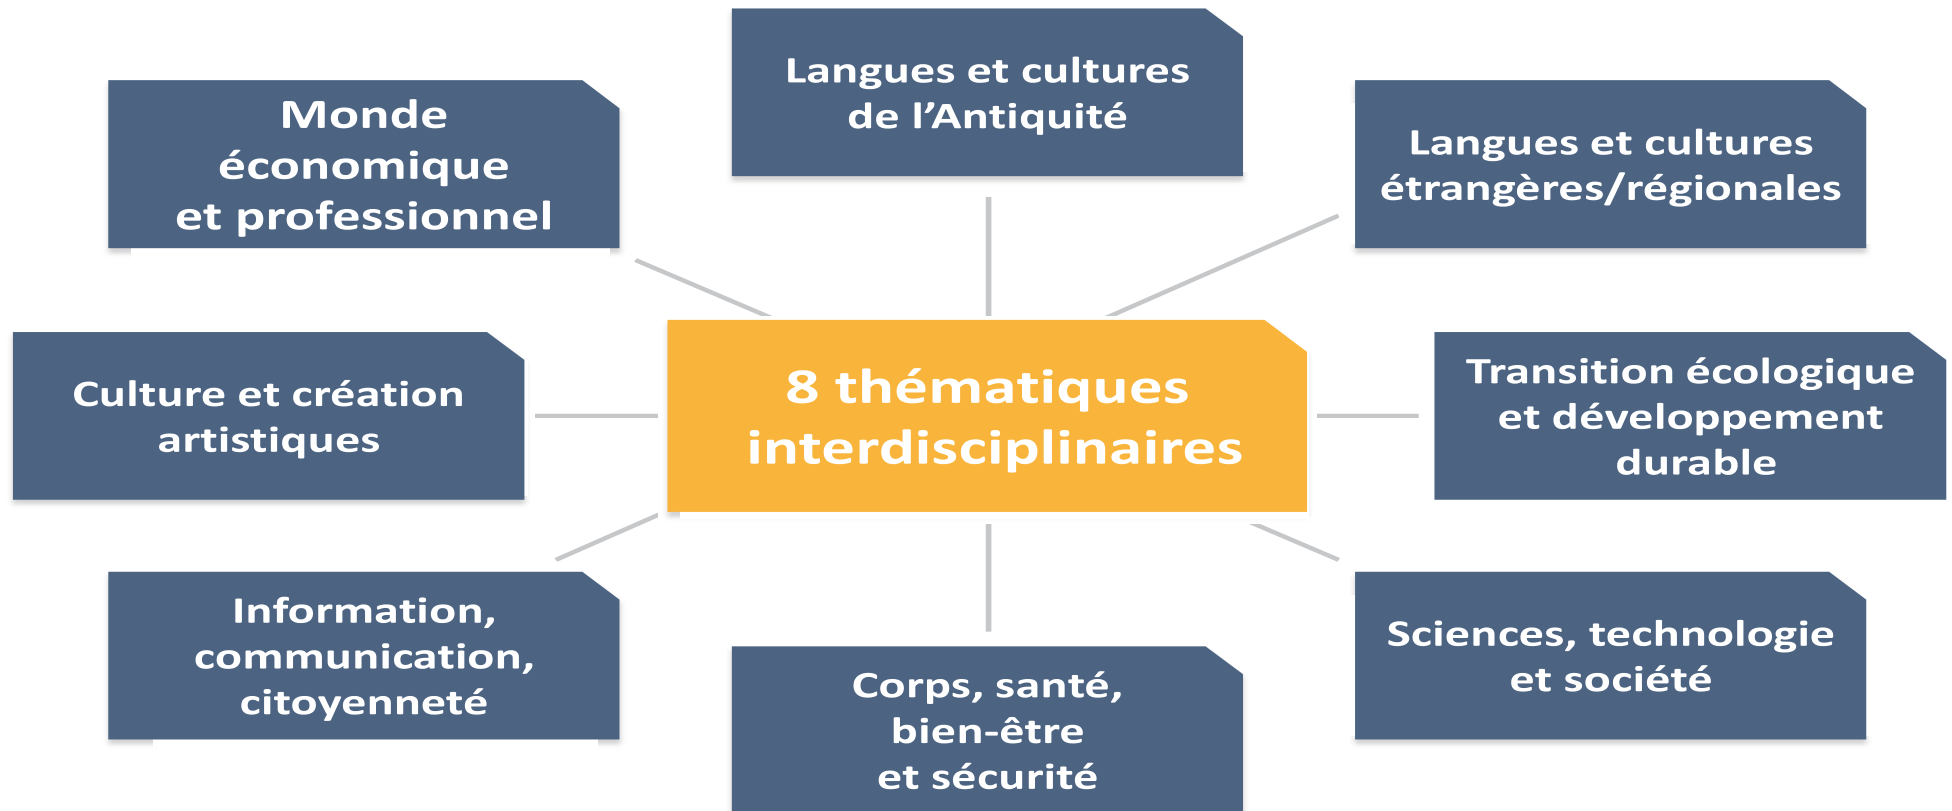 Langues et cultures
de l’Antiquité
Monde
économique
et professionnel
Langues et cultures
étrangères/régionales
8 thématiques
interdisciplinaires
Culture et création
artistiques
Transition écologique
et développement
durable
Information,
communication,
citoyenneté
Corps, santé,
bien-être
et sécurité
Sciences, technologie
et société